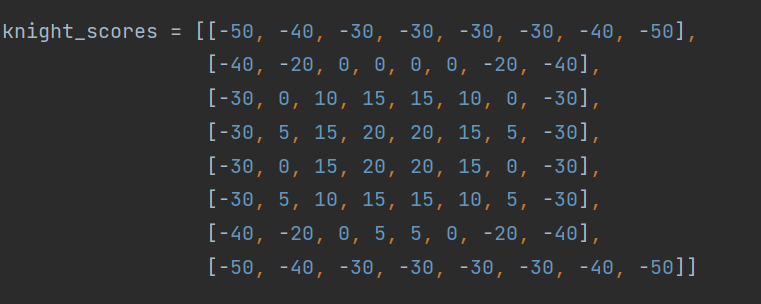 knight_scores = [[-50, -40, -30, -30, -30, -30, -40, -50],
[-40, -20, 0, 0, 0, 0, -20, -40],
[-30, 0, 10, 15, 15, 10, 0, -30],
[-30, 5, 15, 20, 20, 15, 5, -30],
[-30, 0, 15, 20, 20, 15, 0, -30],
[-30, 5, 10, 15, 15, 10, 5, -30],
[-40, -20, 0, 5, 5, 0, -20, -40],
[-50, -40, -30, -30, -30, -30, -40, -50]]